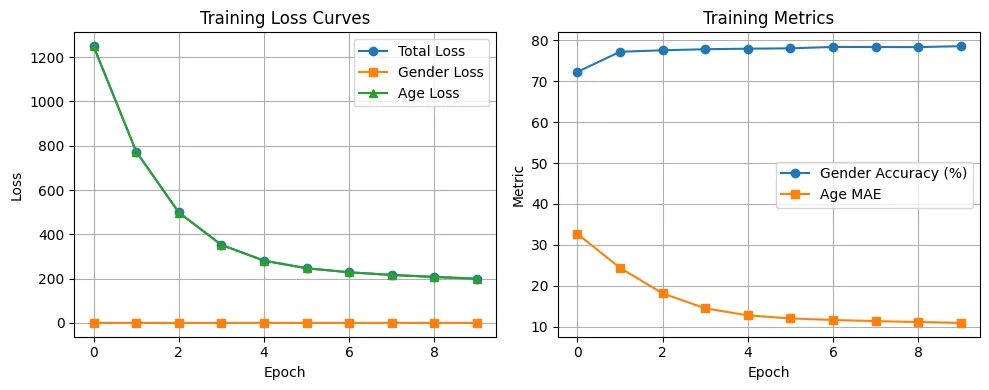 Training Loss Curves
Total Loss
Gender Loss
Age Loss
Loss
1200
1000
800
600
400
200
0
0 2 4 6 8
Epoch
Training Metrics
Gender Accuracy (%)
Age MAE
Metric
80
70
60
50
40
30
20
10
0 2 4 6 8
Epoch